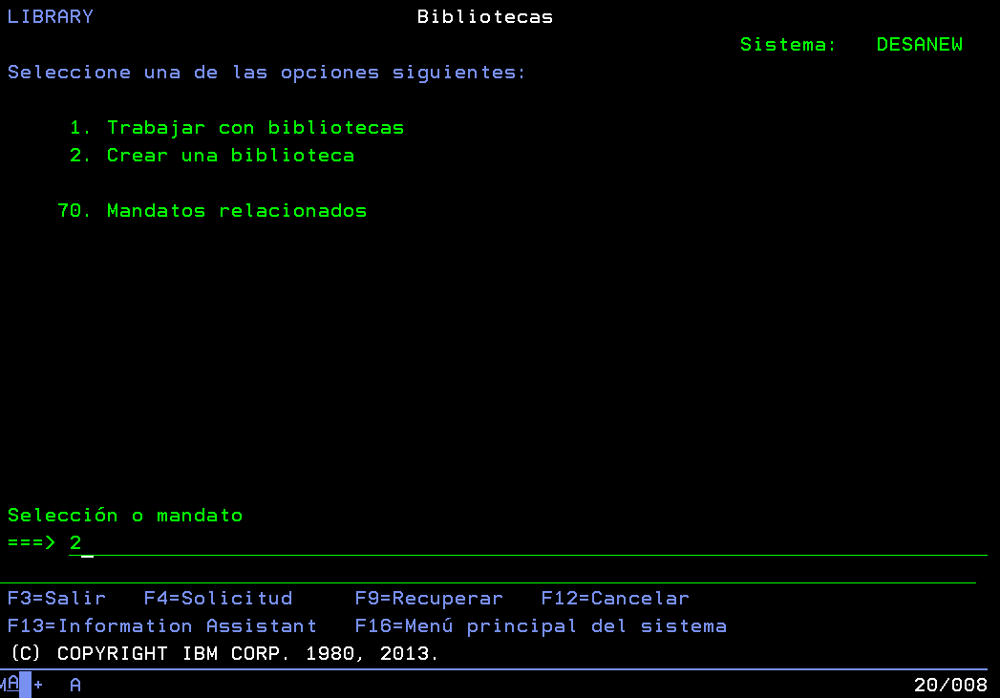 LIBRARY Bibliotecas
Sistema: DESANEW
Seleccione una de las opciones siguientes:
1. Trabajar con bibliotecas
2. Crear una biblioteca
70. Mandatos relacionados
Selección o mandato
===> 2
F3=Salir F4=Solicitud F9=Recuperar F12=Cancelar
F13=Information Assistant F16=Menú principal del sistema
(C) COPYRIGHT IBM CORP. 1980, 2013.
MA + A 20/008